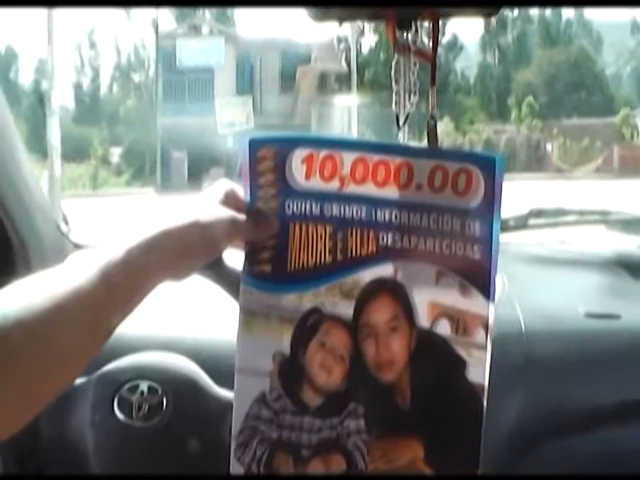 10,000.00
QUIEN BRINDE INFORMACIÓN DE
MADRE E HIJA DESAPARECIDAS